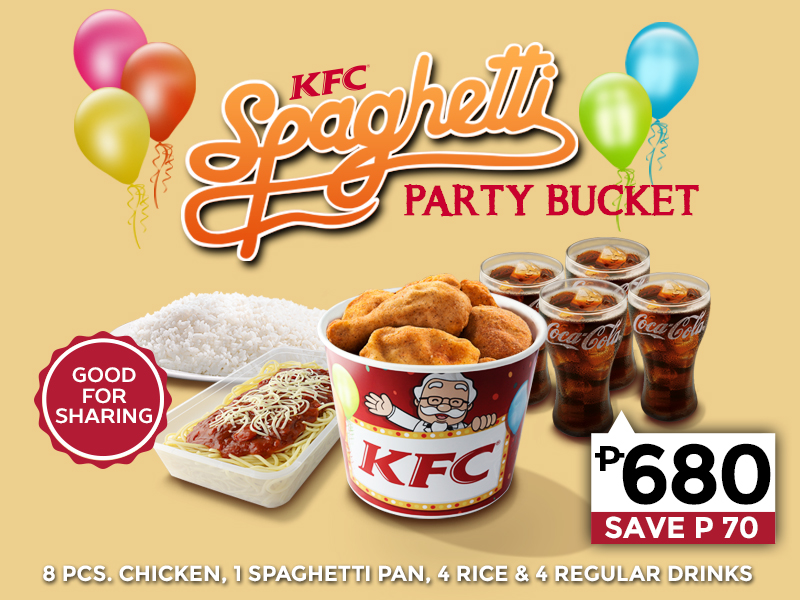 KFC
Spaghetti
PARTY BUCKET
GOOD
FOR
SHARING
Coca-Cola
Coca-Cola
KFC
₱680
SAVE P 70
8 PCS. CHICKEN, 1 SPAGHETTI PAN, 4 RICE & 4 REGULAR DRINKS